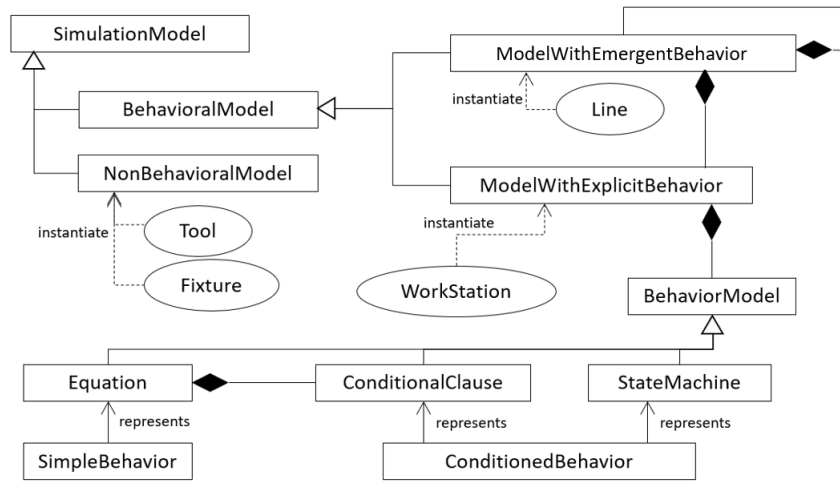 SimulationModel
ModelWithEmergentBehavior
instantiate
Line
BehavioralModel
NonBehavioralModel
ModelWithExplicitBehavior
instantiate
Tool
instantiate
Fixture
WorkStation
BehaviorModel
Equation
ConditionalClause
StateMachine
represents
represents
represents
SimpleBehavior
ConditionedBehavior